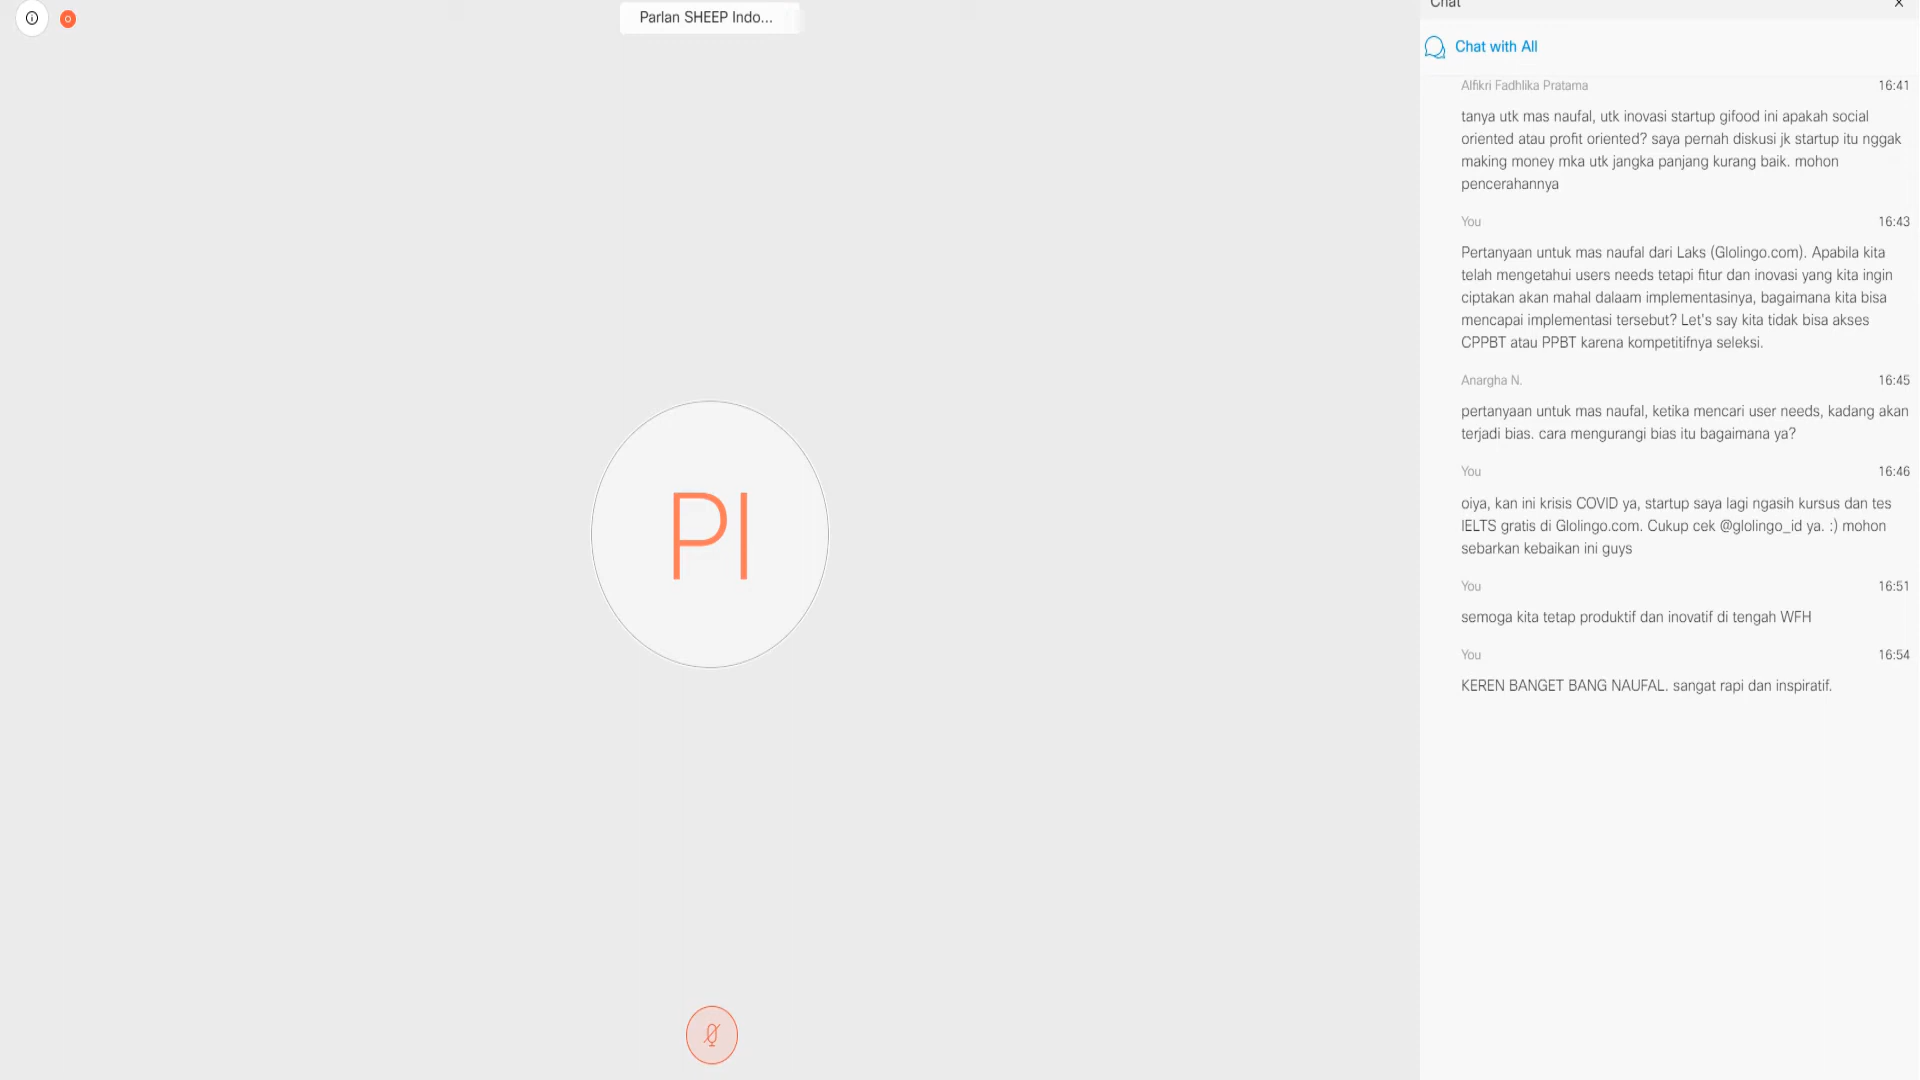 Parlan SHEEP Indo...
PI
Chat
Chat with All
Alfikri Fadhlika Pratama 16:41
tanya utk mas naufal, utk inovasi startup gifood ini apakah social
oriented atau profit oriented? saya pernah diskusi jk startup itu nggak
making money mka utk jangka panjang kurang baik. mohon
pencerahannya
You 16:43
Pertanyaan untuk mas naufal dari Laks (Glolingo.com). Apabila kita
telah mengetahui users needs tetapi fitur dan inovasi yang kita ingin
ciptakan akan mahal dalaam implementasinya, bagaimana kita bisa
mencapai implementasi tersebut? Let's say kita tidak bisa akses
CPPBT atau PPBT karena kompetitifnya seleksi.
Anargha N. 16:45
pertanyaan untuk mas naufal, ketika mencari user needs, kadang akan
terjadi bias. cara mengurangi bias itu bagaimana ya?
You 16:46
oiya, kan ini krisis COVID ya, startup saya lagi ngasih kursus dan tes
IELTS gratis di Glolingo.com. Cukup cek @glolingo_id ya. :) mohon
sebarkan kebaikan ini guys
You 16:51
semoga kita tetap produktif dan inovatif di tengah WFH
You 16:54
KEREN BANGET BANG NAUFAL. sangat rapi dan inspiratif.